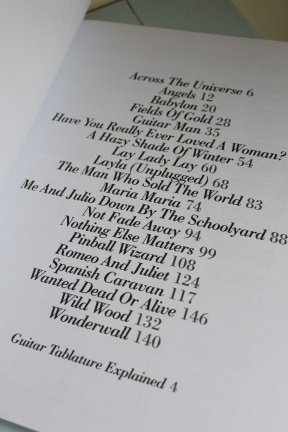 Across The Universe 6
Angels 12
Babylon 20
Fields Of Gold 28
Guitar Man 35
Have You Really Ever Loved A Woman?
A Hazy Shade Of Winter 54
Lay Lady Lay 60
Layla (Unplugged) 68
The Man Who Sold The World 83
Maria Maria 74
Me And Julio Down By The Schoolyard 88
Not Fade Away 94
Nothing Else Matters 99
Pinball Wizard 108
Romeo And Juliet 124
Spanish Caravan 117
Wanted Dead Or Alive 146
Wild Wood 132
Wonderwall 140
Guitar Tablature Explained 4